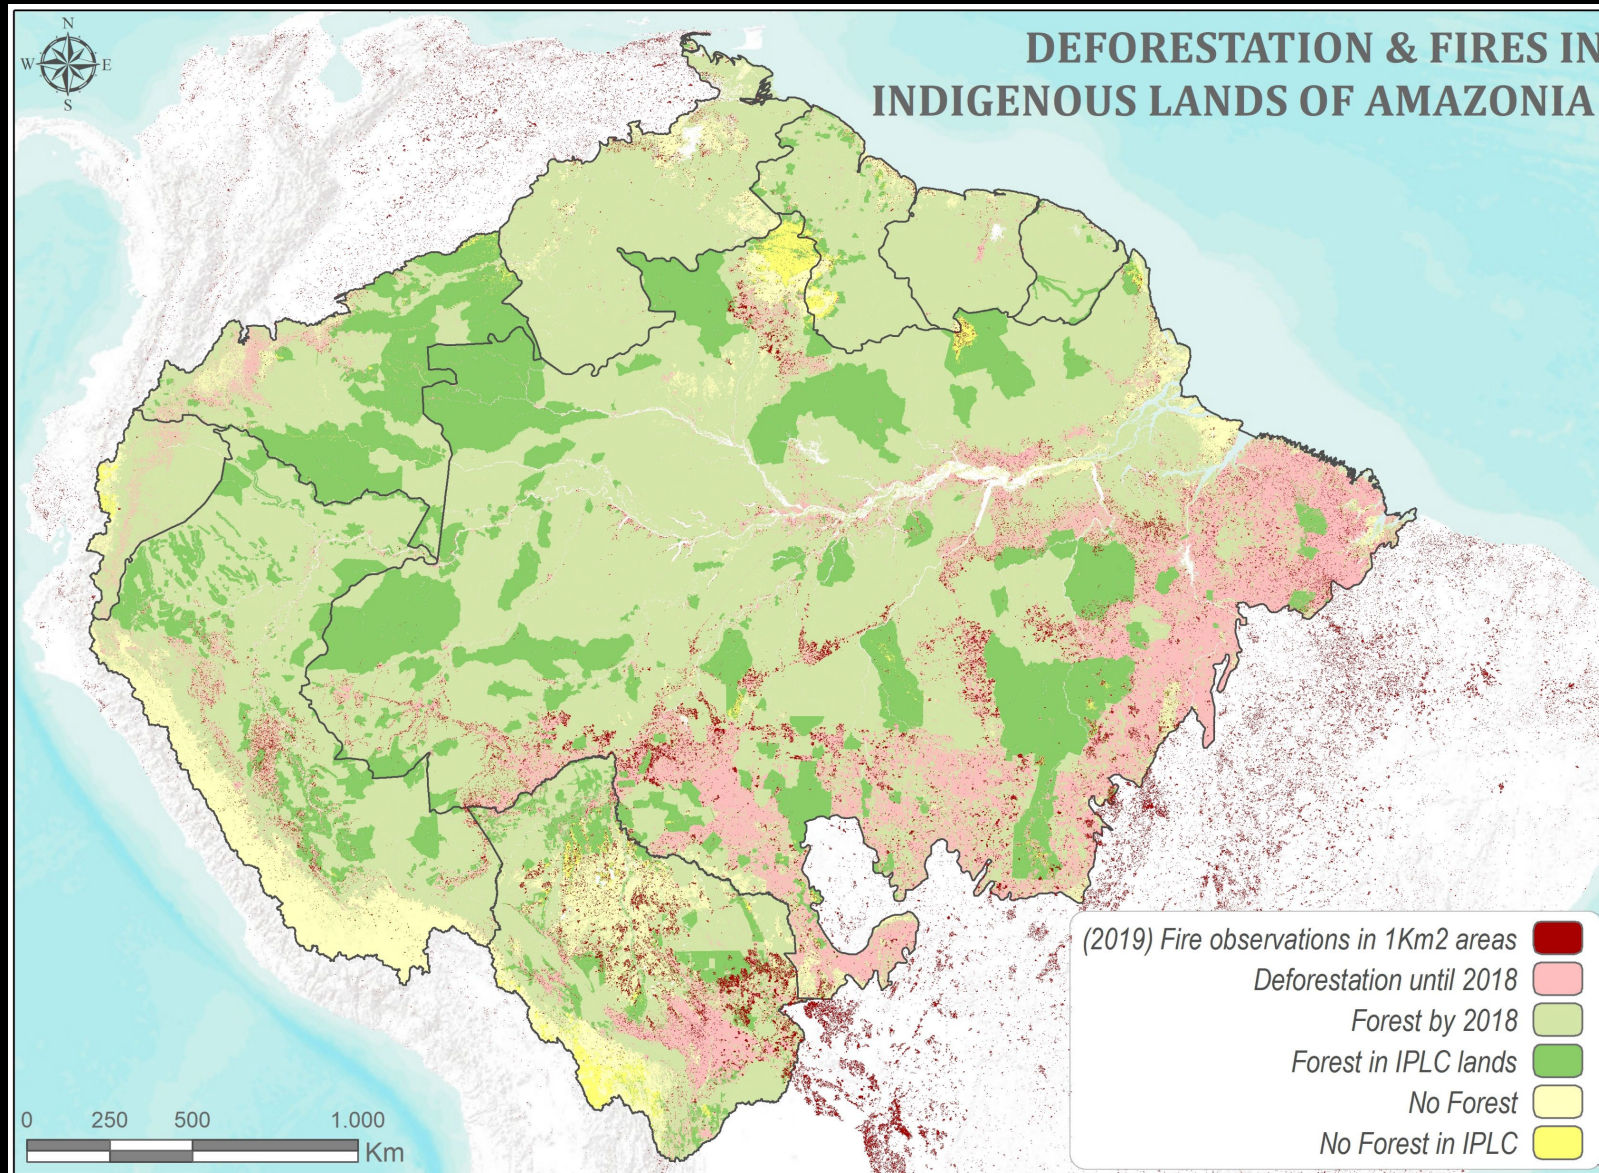 N
W
E
S
DEFORESTATION & FIRES IN
INDIGENOUS LANDS OF AMAZONIA
(2019) Fire observations in 1Km2 areas
Deforestation until 2018
Forest by 2018
Forest in IPLC lands
No Forest
No Forest in IPLC
0 250 500 1.000
Km